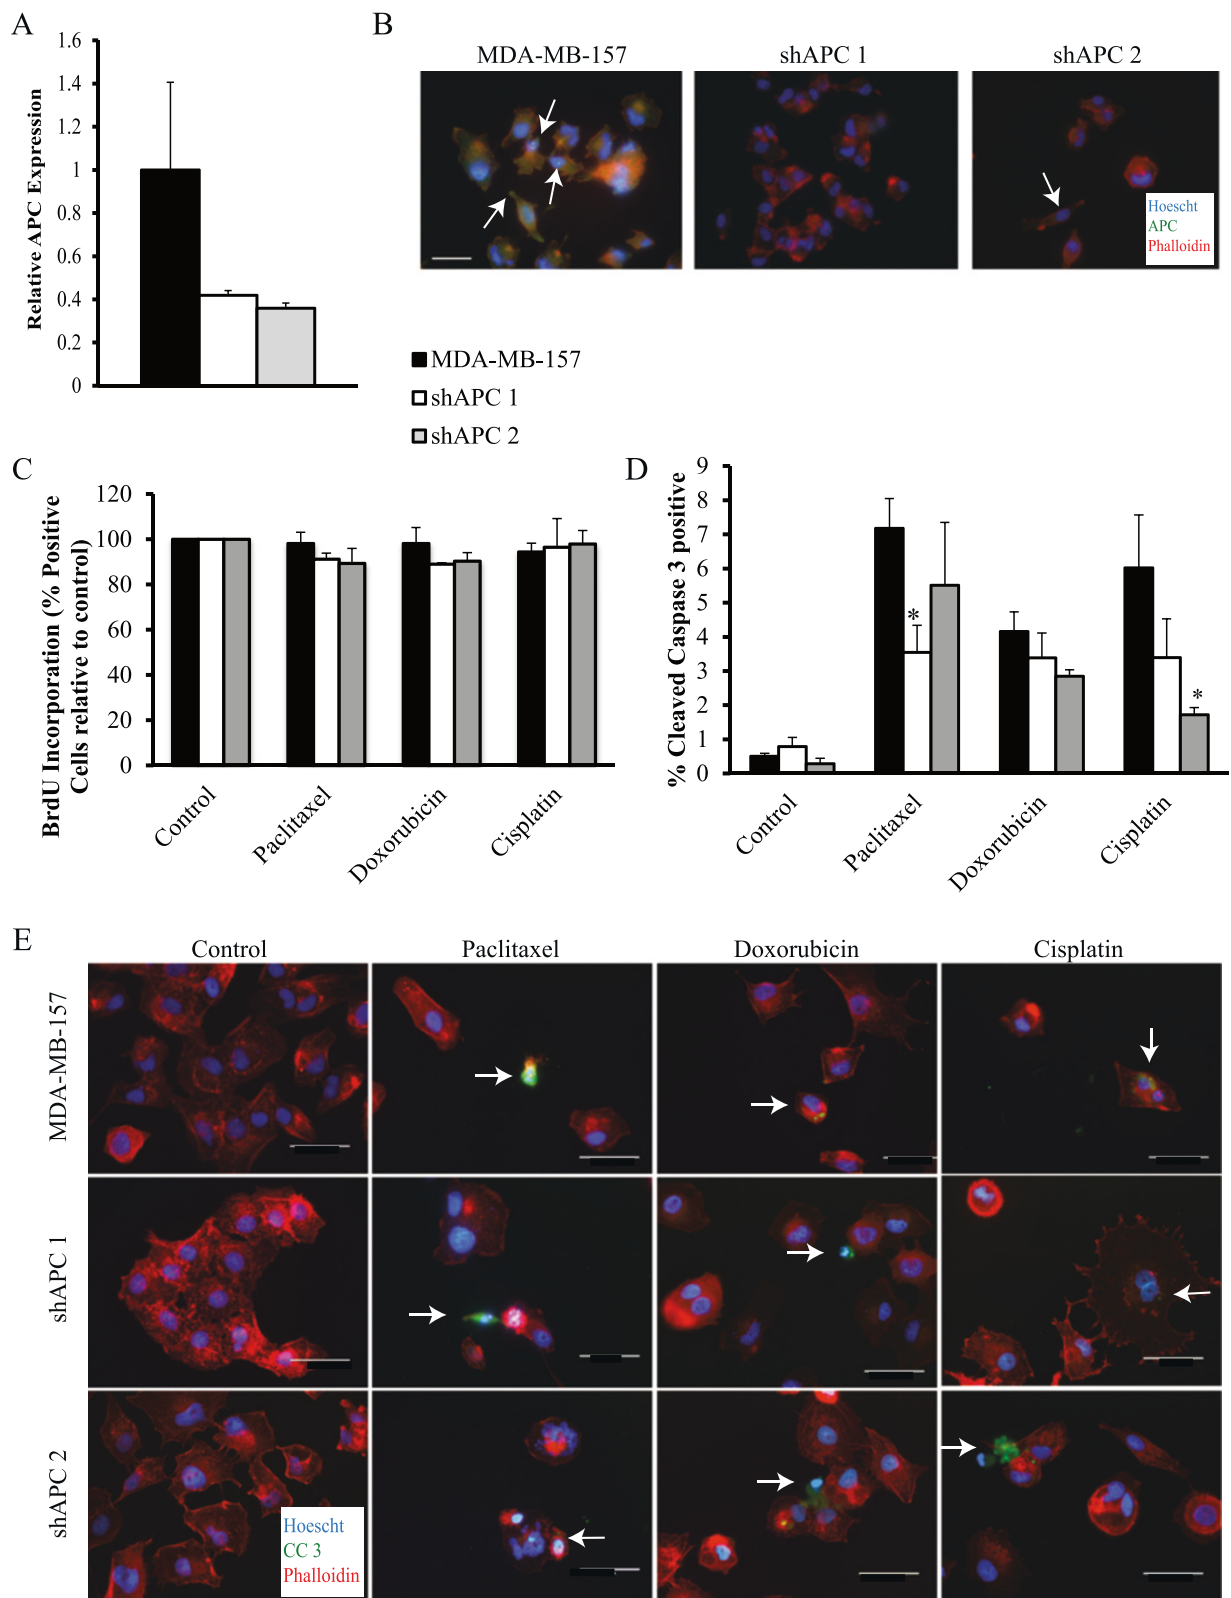 A
1.6
1.4
1.2
1
0.8
0.6
0.4
0.2
0
Relative APC Expression
B
MDA-MB-157
shAPC 1
shAPC 2
Hoescht
APC
Phalloidin
MDA-MB-157
shAPC 1
shAPC 2
C
120
100
80
60
40
20
0
BrdU Incorporation (% Positive
Cells relative to control)
Control
Paclitaxel
Doxorubicin
Cisplatin
D
9
8
7
6
5
4
3
2
1
0
% Cleaved Caspase 3 positive
*
*
Control
Paclitaxel
Doxorubicin
Cisplatin
E
Control
Paclitaxel
Doxorubicin
Cisplatin
MDA-MB-157
shAPC 1
shAPC 2
Hoescht
CC 3
Phalloidin